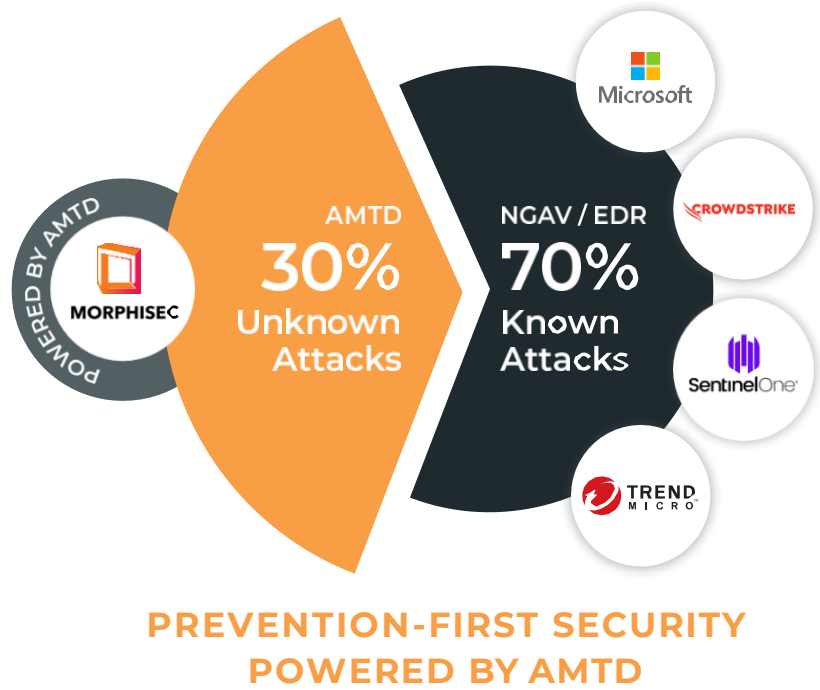 POWERED BY AMTD
MORPHISEC
AMTD
30%
Unknown
Attacks
NGAV / EDR
70%
Known
Attacks
Microsoft
CROWDSTRIKE
SentinelOne
TREND
MICRO™
PREVENTION-FIRST SECURITY
POWERED BY AMTD